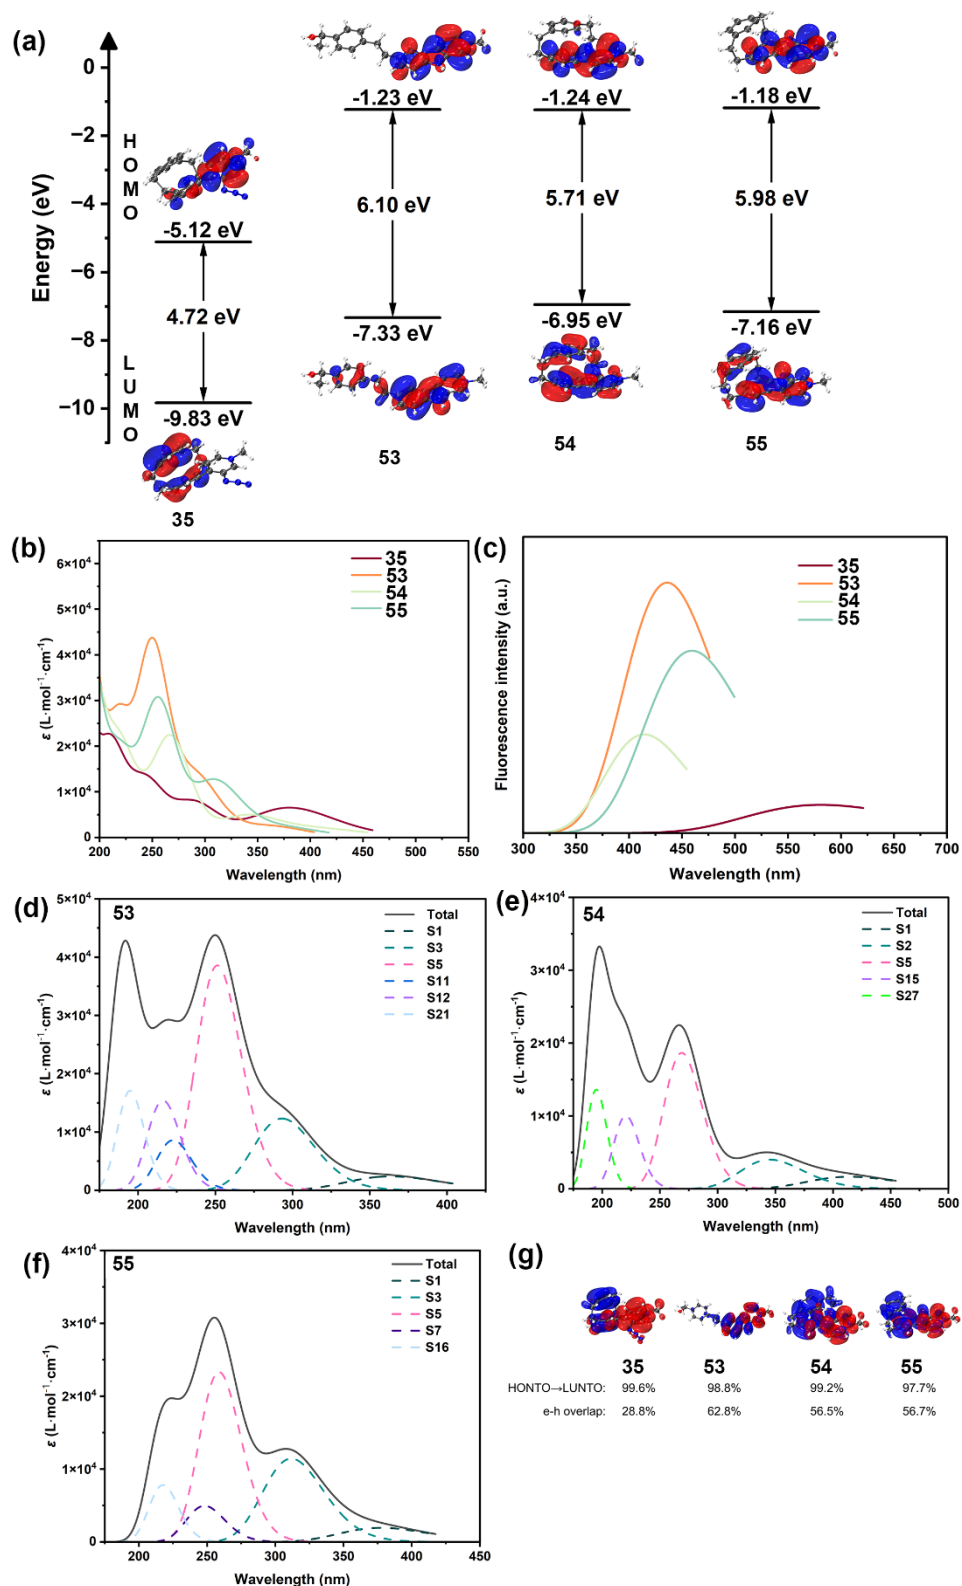 (a)
Energy (eV)
0
−2
−4
−6
−8
−10
HOMO
LUMO
-5.12 eV
4.72 eV
-9.83 eV
35
-1.23 eV
6.10 eV
-7.33 eV
53
-1.24 eV
5.71 eV
-6.95 eV
54
-1.18 eV
5.98 eV
-7.16 eV
55
(b)
ε (L·mol⁻¹·cm⁻¹)
6×10⁴
5×10⁴
4×10⁴
3×10⁴
2×10⁴
1×10⁴
0
35
53
54
55
200 250 300 350 400 450 500 550
Wavelength (nm)
(c)
Fluorescence intensity (a.u.)
35
53
54
55
300 350 400 450 500 550 600 650 700
Wavelength (nm)
(d)
53
ε (L·mol⁻¹·cm⁻¹)
5×10⁴
4×10⁴
3×10⁴
2×10⁴
1×10⁴
0
Total
S1
S3
S5
S11
S12
S21
200 250 300 350 400
Wavelength (nm)
(e)
54
ε (L·mol⁻¹·cm⁻¹)
4×10⁴
3×10⁴
2×10⁴
1×10⁴
0
Total
S1
S2
S5
S15
S27
200 250 300 350 400 450 500
Wavelength (nm)
(f)
55
ε (L·mol⁻¹·cm⁻¹)
4×10⁴
3×10⁴
2×10⁴
1×10⁴
0
Total
S1
S3
S5
S7
S16
200 250 300 350 400 450
Wavelength (nm)
(g)
35 53 54 55
HONTO→LUNTO: 99.6% 98.8% 99.2% 97.7%
e-h overlap: 28.8% 62.8% 56.5% 56.7%